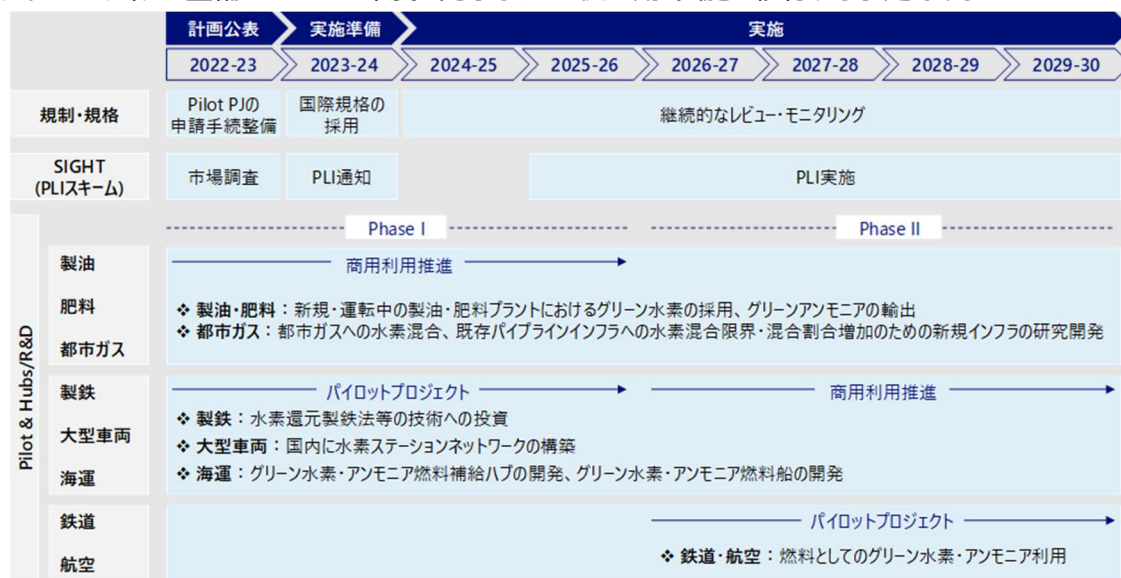 計画公表 実施準備 実施
2022-23 2023-24 2024-25 2025-26 2026-27 2027-28 2028-29 2029-30
規制・規格
Pilot PJの
申請手続整備
国際規格の
採用
継続的なレビュー・モニタリング
SIGHT
(PLIスキーム)
市場調査
PLI通知
PLI実施
Phase I
Phase II
Pilot & Hubs/R&D
製油
肥料
都市ガス
商用利用推進
❖ 製油・肥料：新規・運転中の製油・肥料プラントにおけるグリーン水素の採用、グリーンアンモニアの輸出
❖ 都市ガス：都市ガスへの水素混合、既存パイプラインインフラへの水素混合限界・混合割合増加のための新規インフラの研究開発
製鉄
大型車両
海運
パイロットプロジェクト
商用利用推進
❖ 製鉄：水素還元製鉄法等の技術への投資
❖ 大型車両：国内に水素ステーションネットワークの構築
❖ 海運：グリーン水素・アンモニア燃料補給ハブの開発、グリーン水素・アンモニア燃料船の開発
鉄道
航空
パイロットプロジェクト
❖ 鉄道・航空：燃料としてのグリーン水素・アンモニア利用